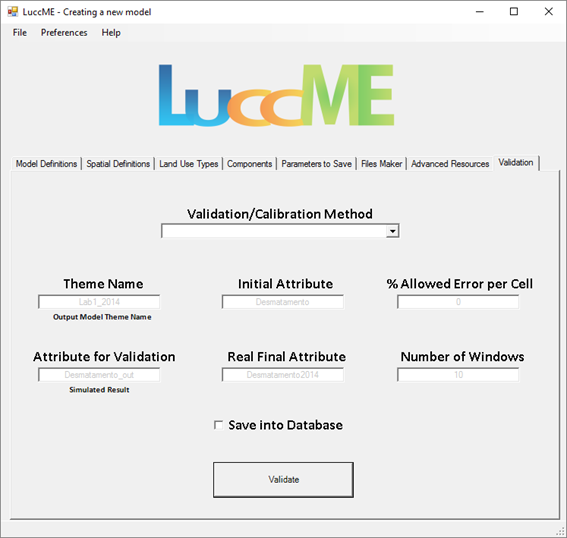 LuccME - Creating a new model
File Preferences Help
LuccME
Model Definitions Spatial Definitions Land Use Types Components Parameters to Save Files Maker Advanced Resources Validation
Validation/Calibration Method
Theme Name Initial Attribute % Allowed Error per Cell
Lab1_2014 Desmatamento 0
Output Model Theme Name
Attribute for Validation Real Final Attribute Number of Windows
Desmatamento_out Desmatamento2014 10
Simulated Result
Save into Database
Validate